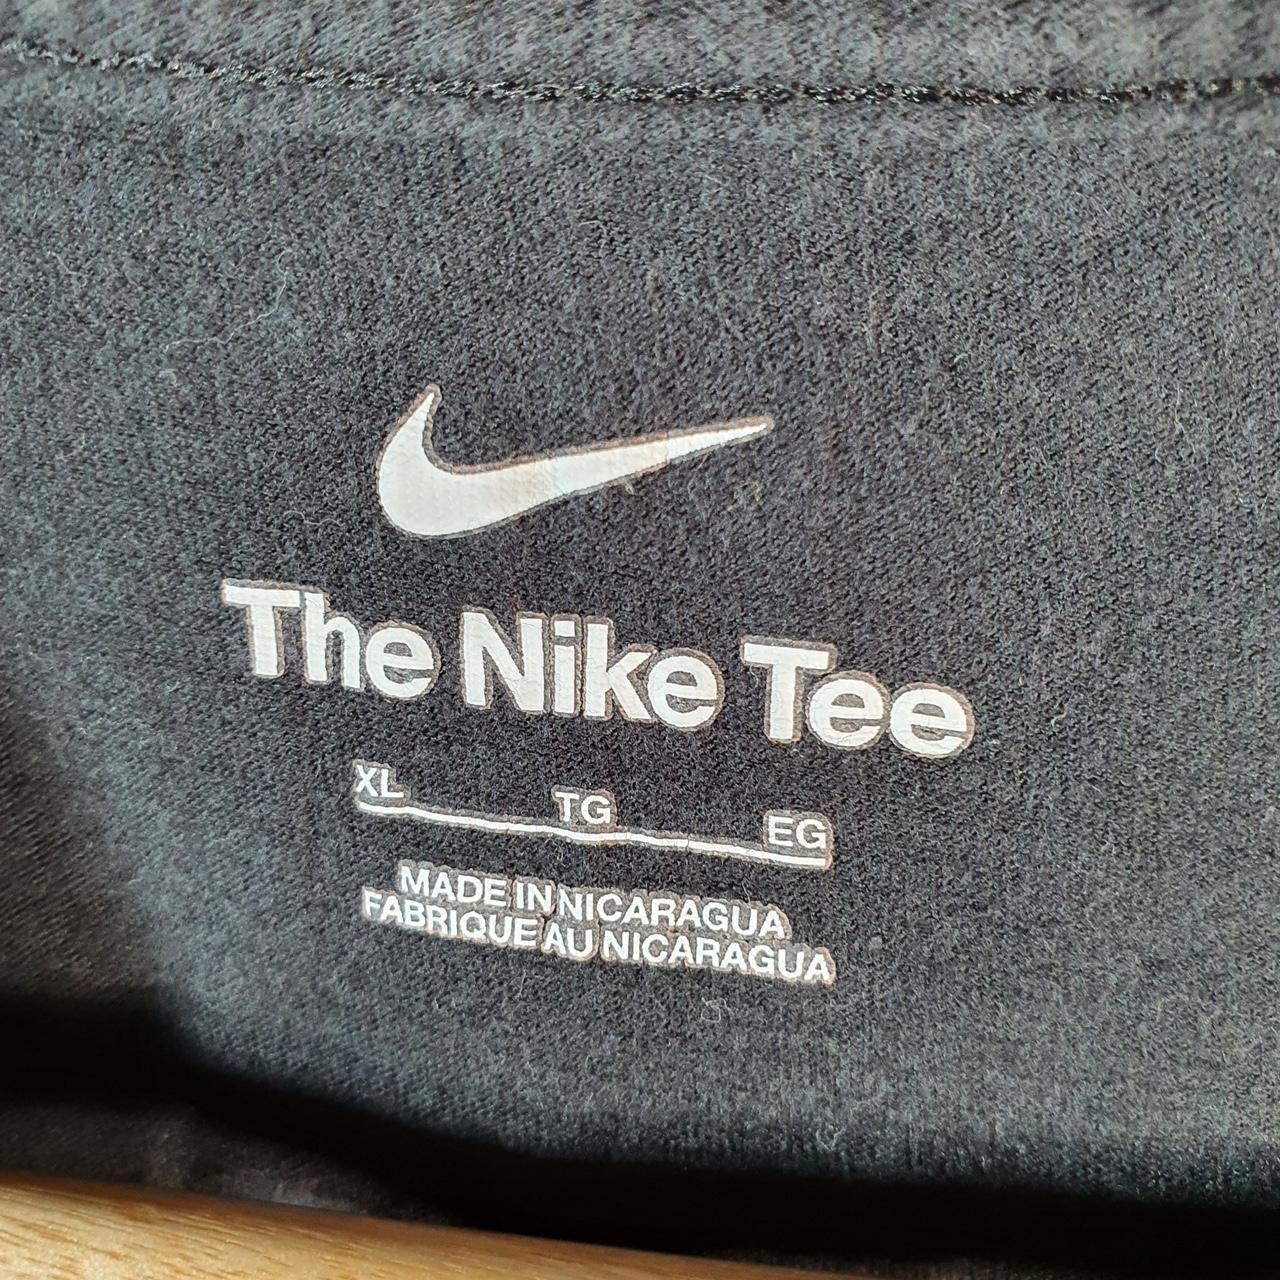 The Nike Tee
XL TG EG
MADE IN NICARAGUA
FABRIQUE AU NICARAGUA